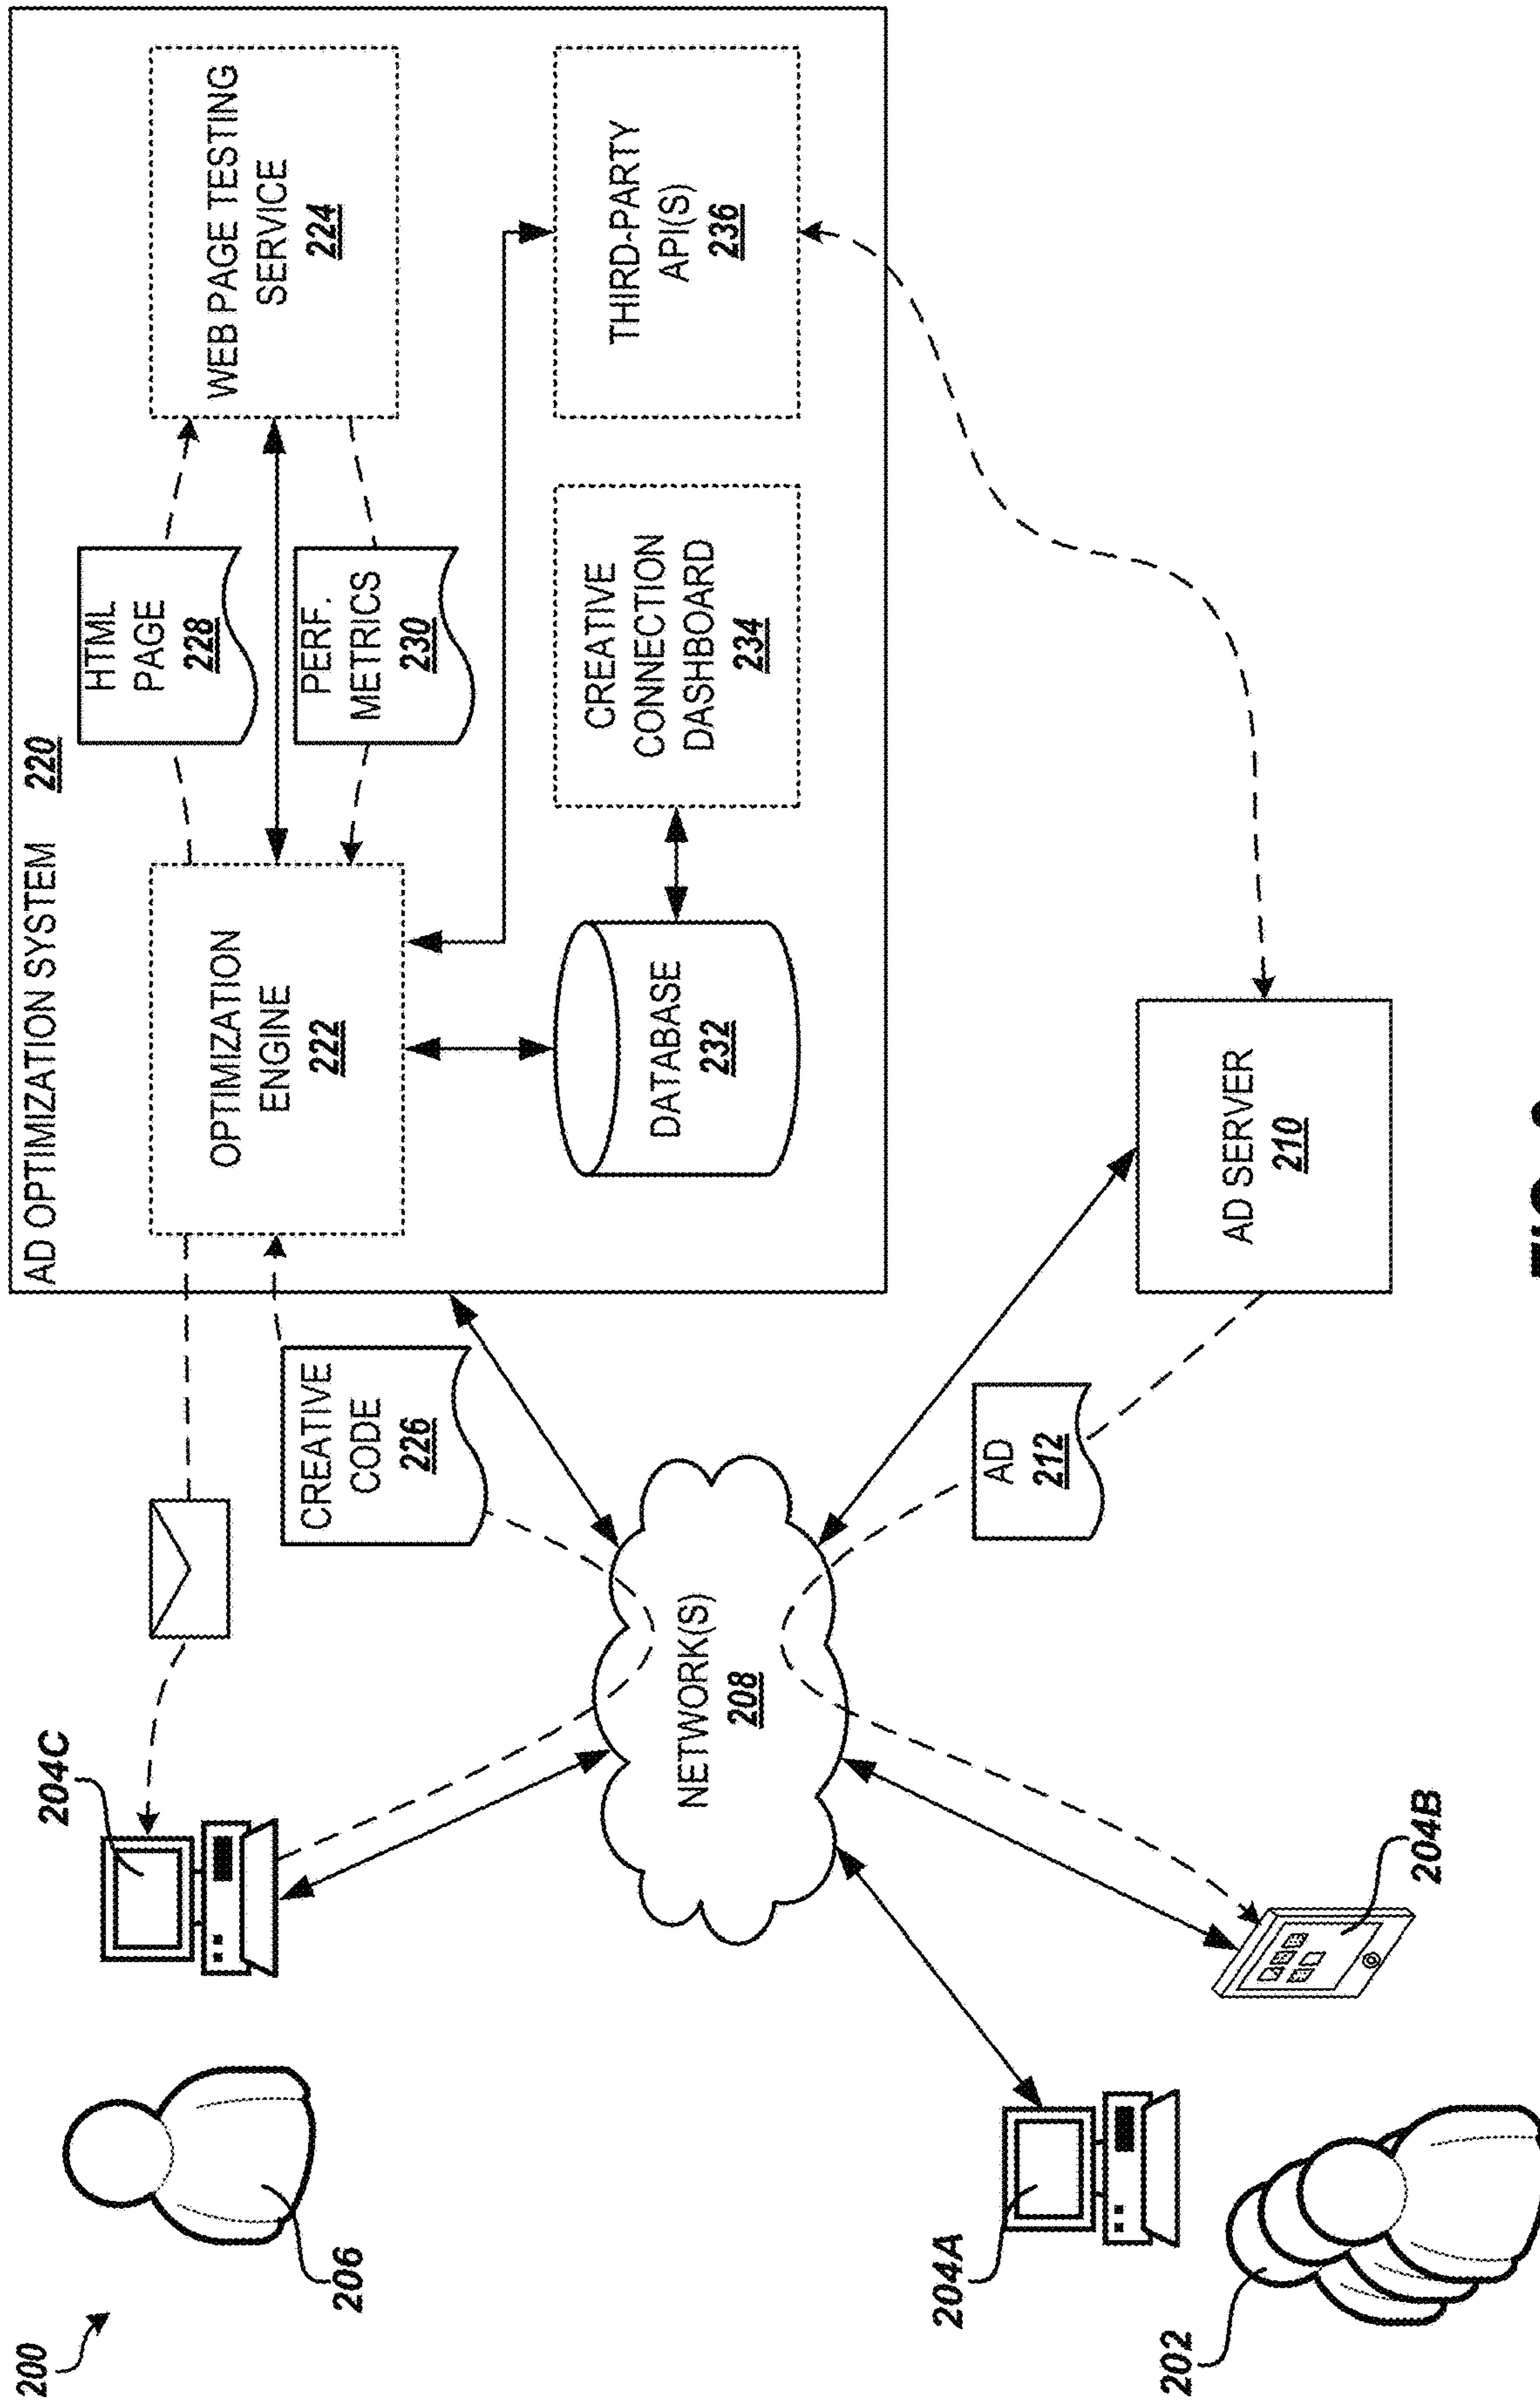 200
206
204C
AD OPTIMIZATION SYSTEM 220
OPTIMIZATION
ENGINE
222
HTML
PAGE
228
PERF.
METRICS
230
WEB PAGE TESTING
SERVICE
224
CREATIVE
CODE
226
DATABASE
232
CREATIVE
CONNECTION
DASHBOARD
234
THIRD-PARTY
API(S)
236
NETWORK(S)
208
AD
212
AD SERVER
210
204A
204B
202